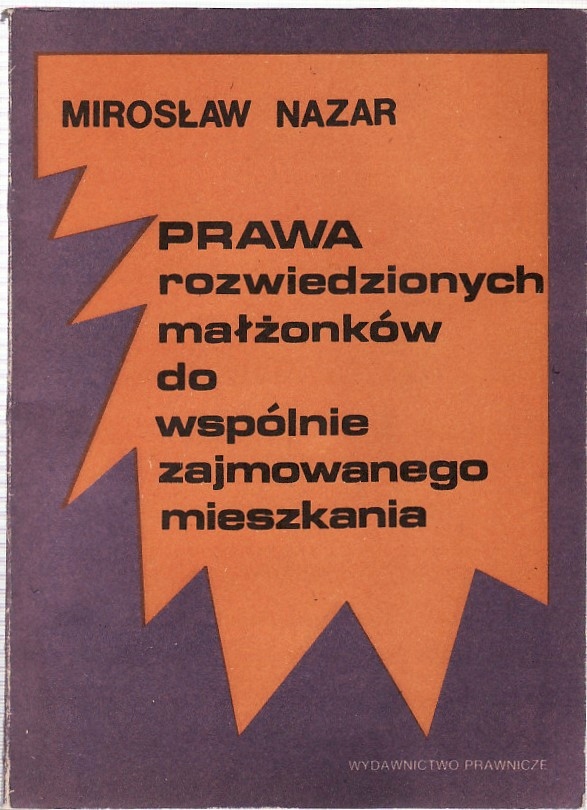 MIROSŁAW NAZAR
PRAWA
rozwiedzionych
małżonków
do
wspólnie
zajmowanego
mieszkania
WYDAWNICTWO PRAWNICZE